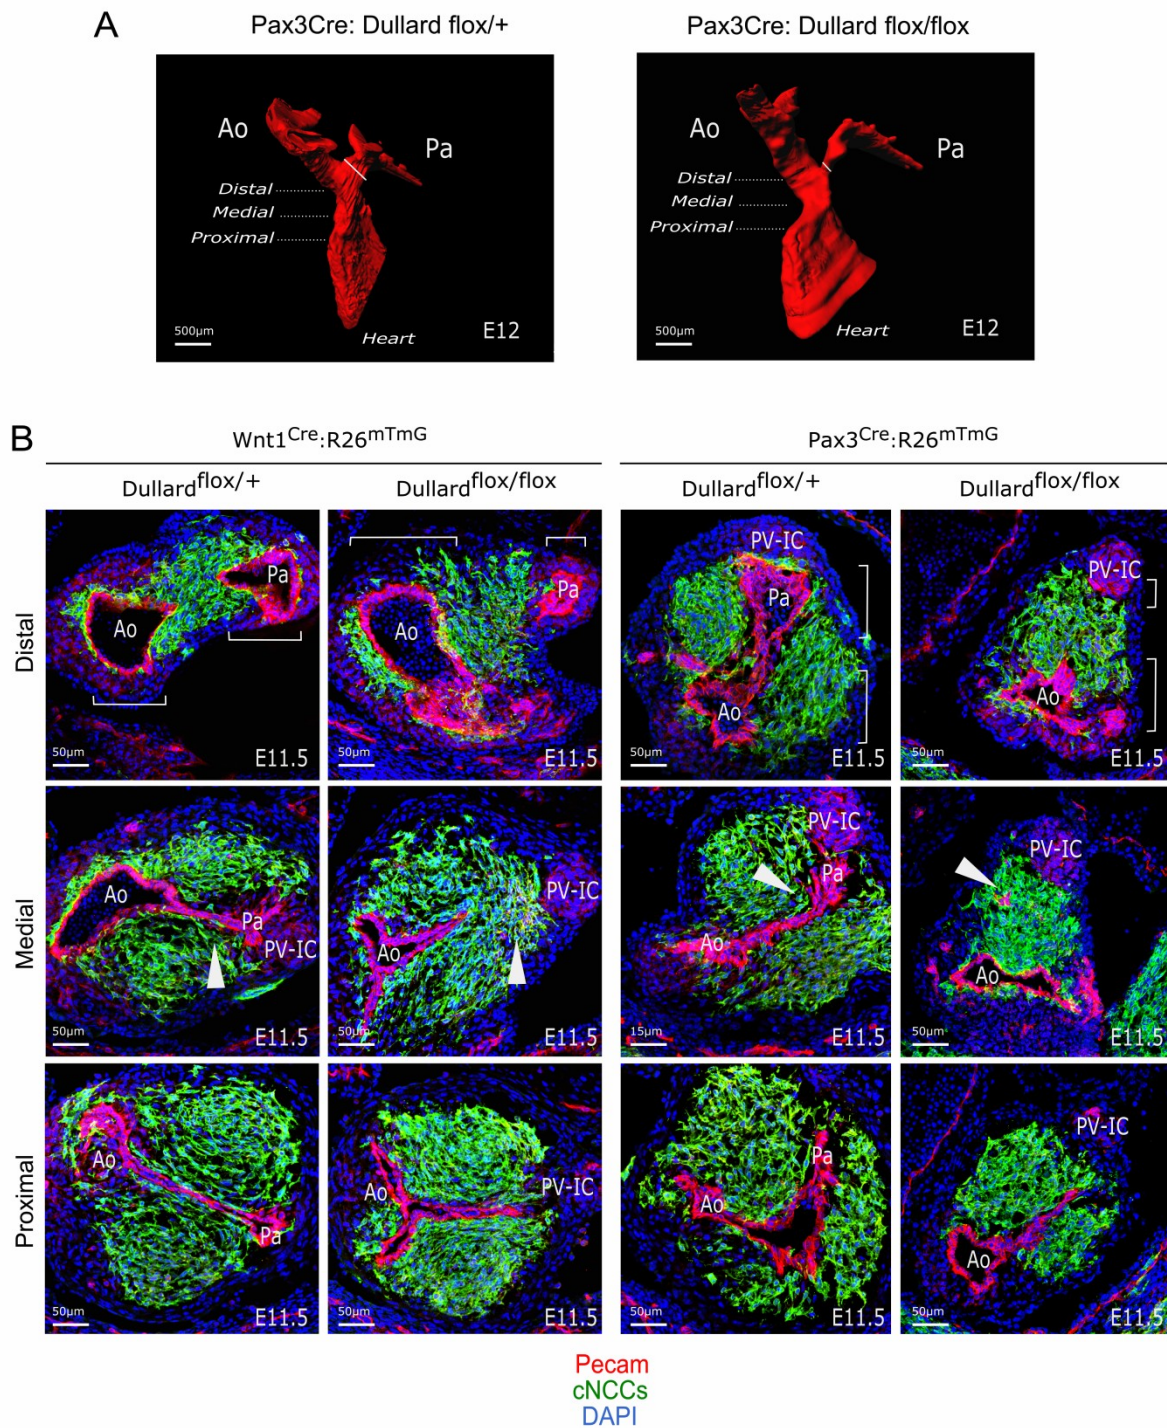 A
Pax3Cre: Dullard flox/+
Pax3Cre: Dullard flox/flox
Ao
Pa
Distal
Medial
Proximal
500µm
Heart
E12
Ao
Pa
Distal
Medial
Proximal
500µm
Heart
E12
B
Wnt1Cre:R26mTmG
Pax3Cre:R26mTmG
Dullardflox/+
Dullardflox/flox
Dullardflox/+
Dullardflox/flox
Distal
Ao
Pa
50µm
E11.5
Ao
Pa
50µm
E11.5
PV-IC
Pa
Ao
50µm
E11.5
PV-IC
Ao
50µm
E11.5
Medial
Ao
Pa
PV-IC
50µm
E11.5
PV-IC
Ao
50µm
E11.5
PV-IC
Pa
Ao
15µm
E11.5
PV-IC
Ao
50µm
E11.5
Proximal
Ao
Pa
50µm
E11.5
Ao
PV-IC
50µm
E11.5
Pa
Ao
50µm
E11.5
PV-IC
Ao
50µm
E11.5
Pecam
cNCCs
DAPI